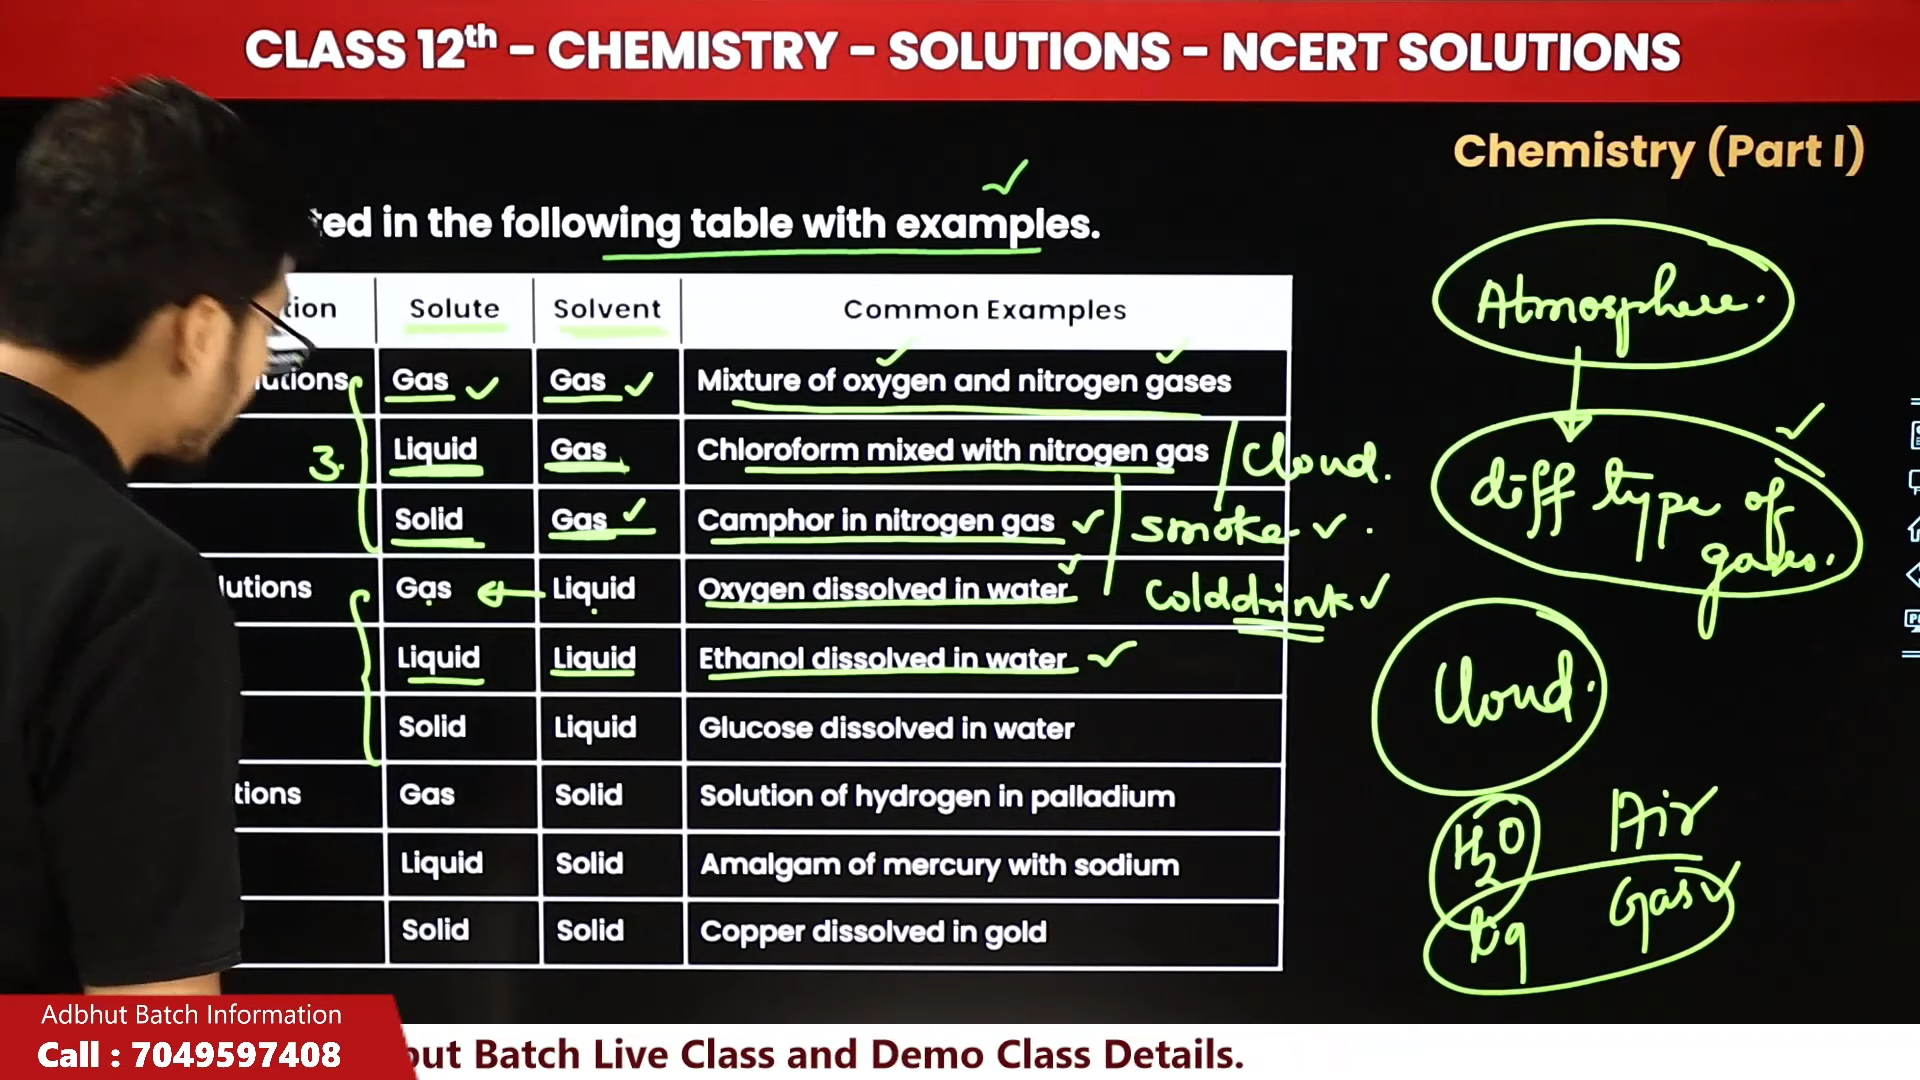 CLASS 12th - CHEMISTRY - SOLUTIONS - NCERT SOLUTIONS
Chemistry (Part I)
ted in the following table with examples.
tion Solute Solvent Common Examples
lutions Gas Gas Mixture of oxygen and nitrogen gases
3. Liquid Gas Chloroform mixed with nitrogen gas / Cloud.
Solid Gas Camphor in nitrogen gas smoke
lutions Gas Liquid Oxygen dissolved in water colddrink
Liquid Liquid Ethanol dissolved in water
Solid Liquid Glucose dissolved in water
tions Gas Solid Solution of hydrogen in palladium
Liquid Solid Amalgam of mercury with sodium
Solid Solid Copper dissolved in gold
Atmosphere.
diff type of
gases.
Cloud.
H2O Air
liq Gas
Adbhut Batch Information
Call : 7049597408
out Batch Live Class and Demo Class Details.